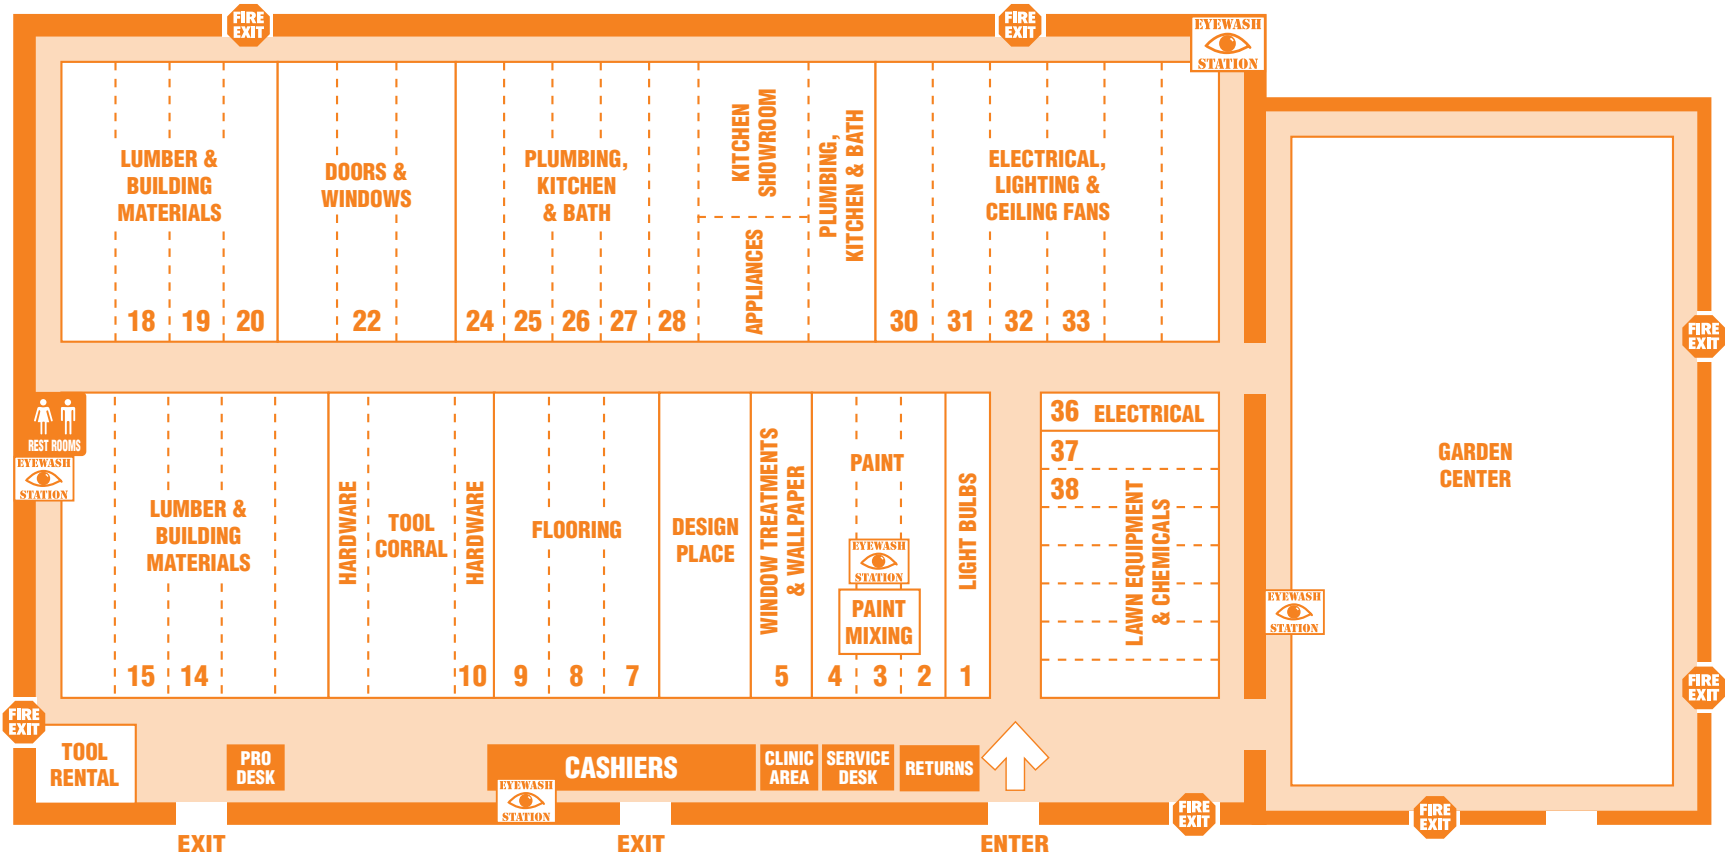 FIRE
EXIT
FIRE
EXIT
EYEWASH
STATION
LUMBER &
BUILDING
MATERIALS
18
19
20
DOORS &
WINDOWS
22
PLUMBING,
KITCHEN
& BATH
24
25
26
27
28
KITCHEN
SHOWROOM
APPLIANCES
PLUMBING,
KITCHEN & BATH
ELECTRICAL,
LIGHTING &
CEILING FANS
30
31
32
33
FIRE
EXIT
REST ROOMS
EYEWASH
STATION
LUMBER &
BUILDING
MATERIALS
15
14
HARDWARE
TOOL
CORRAL
HARDWARE
10
FLOORING
9
8
7
DESIGN
PLACE
WINDOW TREATMENTS
& WALLPAPER
5
PAINT
EYEWASH
STATION
PAINT
MIXING
4
3
2
LIGHT BULBS
1
36 ELECTRICAL
37
38
LAWN EQUIPMENT
& CHEMICALS
GARDEN
CENTER
EYEWASH
STATION
FIRE
EXIT
FIRE
EXIT
TOOL
RENTAL
PRO
DESK
CASHIERS
EYEWASH
STATION
CLINIC
AREA
SERVICE
DESK
RETURNS
FIRE
EXIT
FIRE
EXIT
EXIT
EXIT
ENTER